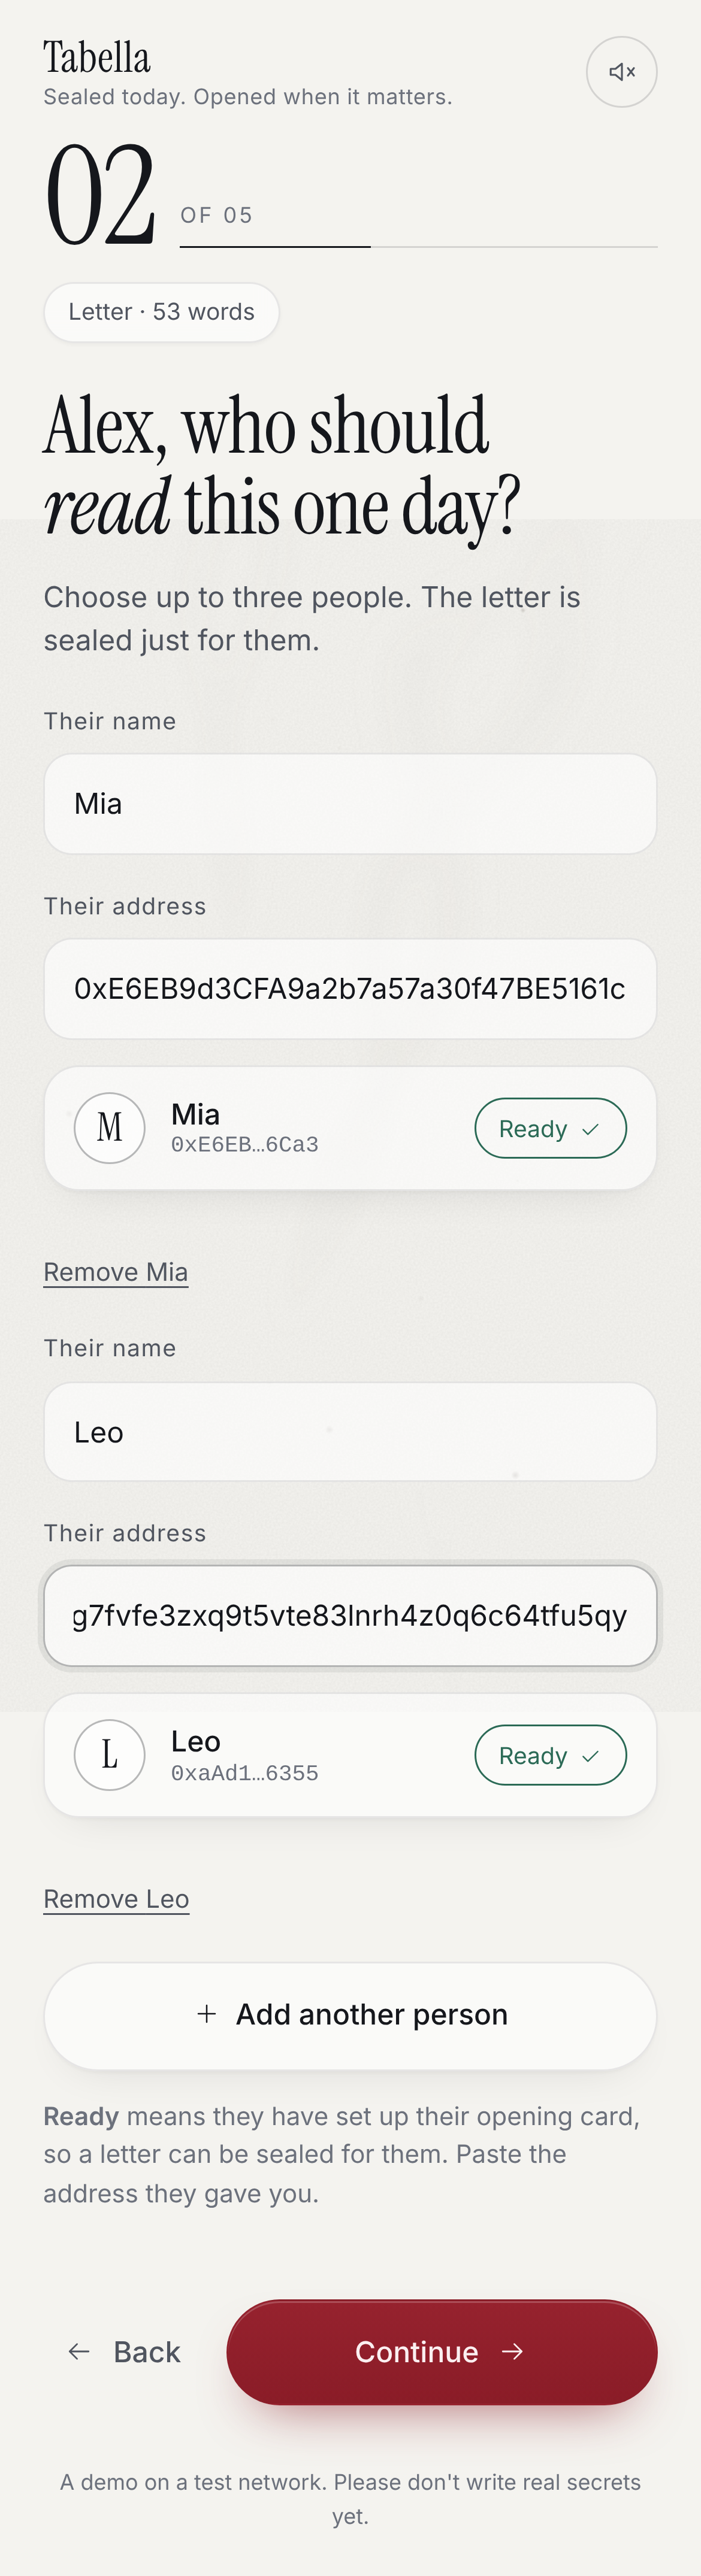 Tabella
Sealed today. Opened when it matters.
02
OF 05
Letter · 53 words
Alex, who should
read this one day?
Choose up to three people. The letter is
sealed just for them.
Their name
Mia
Their address
0xE6EB9d3CFA9a2b7a57a30f47BE5161c
M
Mia
0xE6EB…6Ca3
Ready ✓
Remove Mia
Their name
Leo
Their address
g7fvfe3zxq9t5vte83lnrh4z0q6c64tfu5qy
L
Leo
0xaAd1…6355
Ready ✓
Remove Leo
+ Add another person
Ready means they have set up their opening card,
so a letter can be sealed for them. Paste the
address they gave you.
← Back
Continue →
A demo on a test network. Please don't write real secrets
yet.